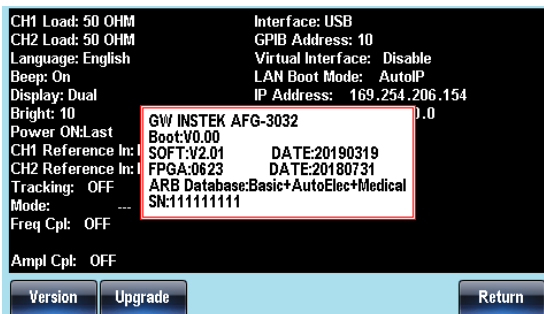 CH1 Load: 50 OHM Interface: USB
CH2 Load: 50 OHM GPIB Address: 10
Language: English Virtual Interface: Disable
Beep: On LAN Boot Mode: AutoIP
Display: Dual IP Address: 169.254.206.154
Bright: 10
Power ON:Last
CH1 Reference In:
CH2 Reference In:
Tracking: OFF
Mode: ---
Freq Cpl: OFF
Ampl Cpl: OFF
GW INSTEK AFG-3032
Boot:V0.00
SOFT:V2.01 DATE:20190319
FPGA:0623 DATE:20180731
ARB Database:Basic+AutoElec+Medical
SN:111111111
Version Upgrade Return